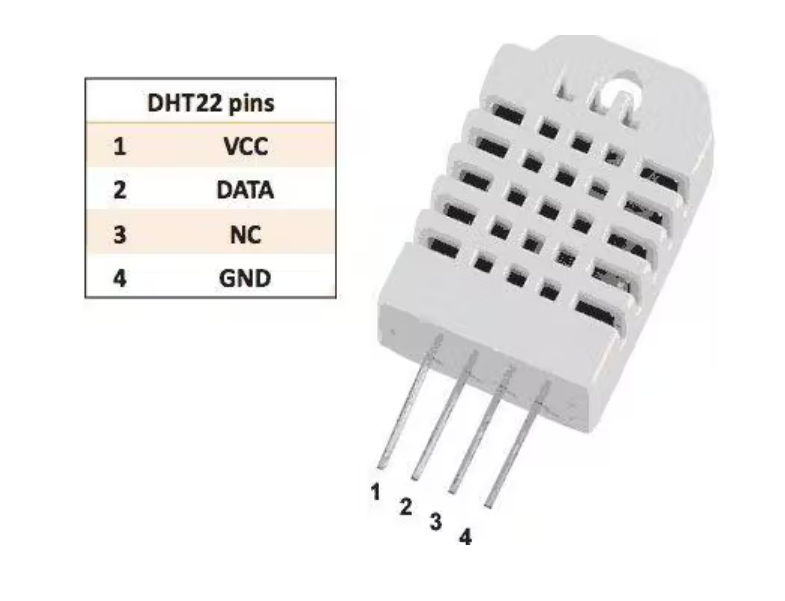 DHT22 pins
1 VCC
2 DATA
3 NC
4 GND
1
2
3
4